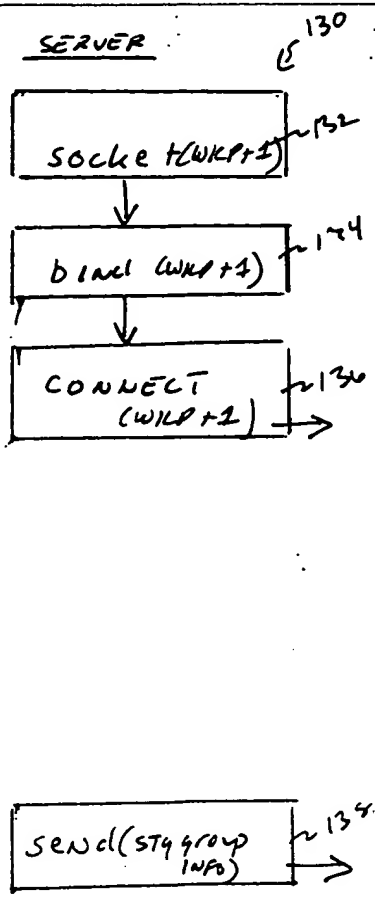 SERVER
130
socket(WKP+1)
132
bind (WKP+1)
134
CONNECT
(WKP+1)
136
send(stg group
INFO)
138